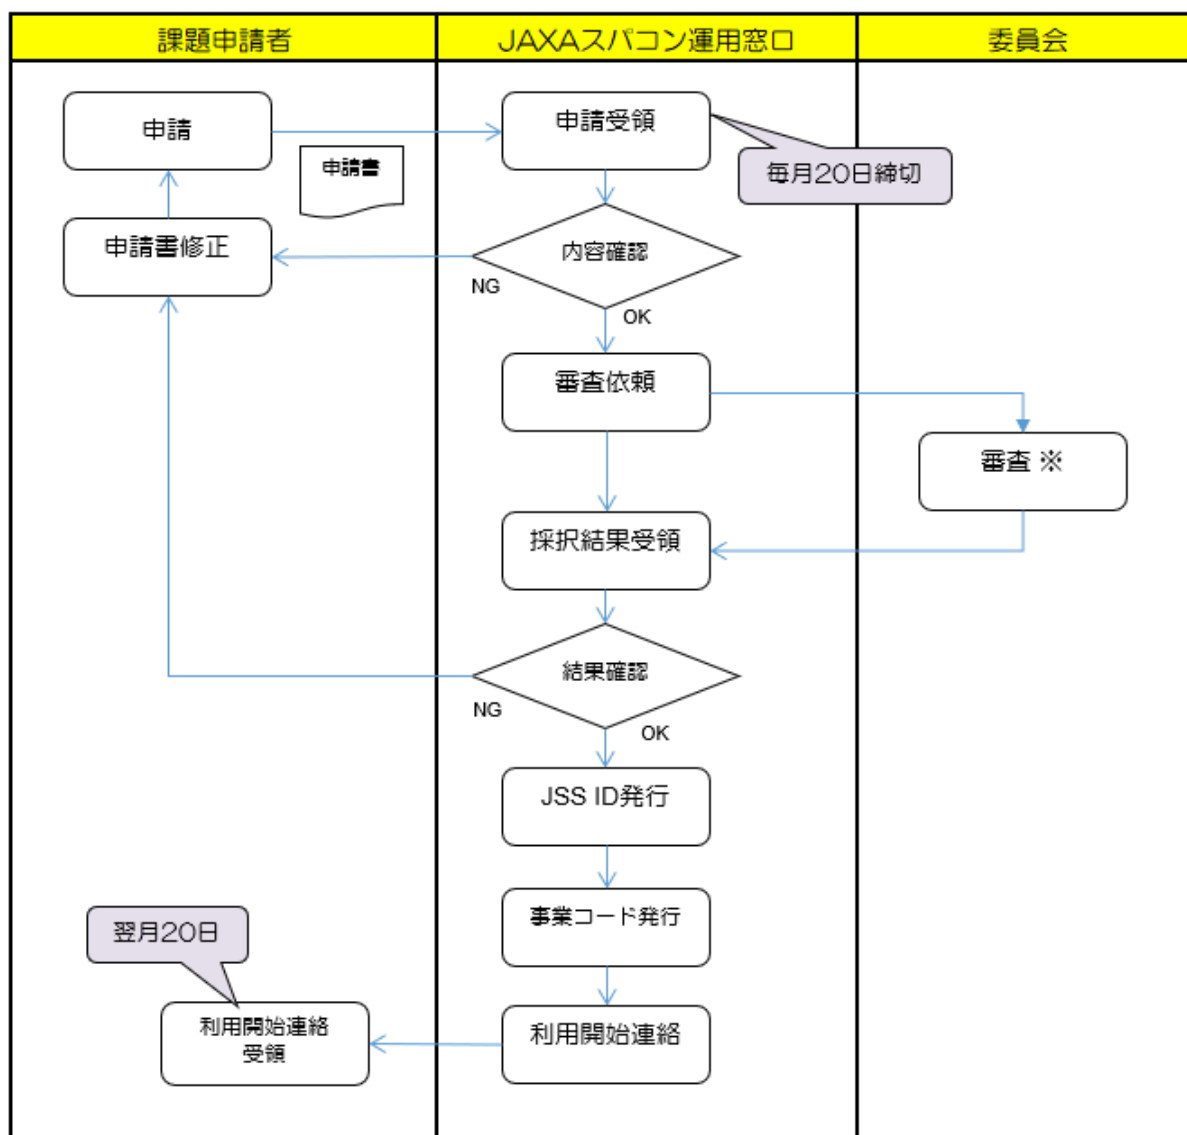 課題申請者
JAXAスパコン運用窓口
委員会
申請
申請受領
申請書
毎月20日締切
申請書修正
内容確認
NG
OK
審査依頼
審査 ※
採択結果受領
結果確認
NG
OK
JSS ID発行
事業コード発行
翌月20日
利用開始連絡
受領
利用開始連絡